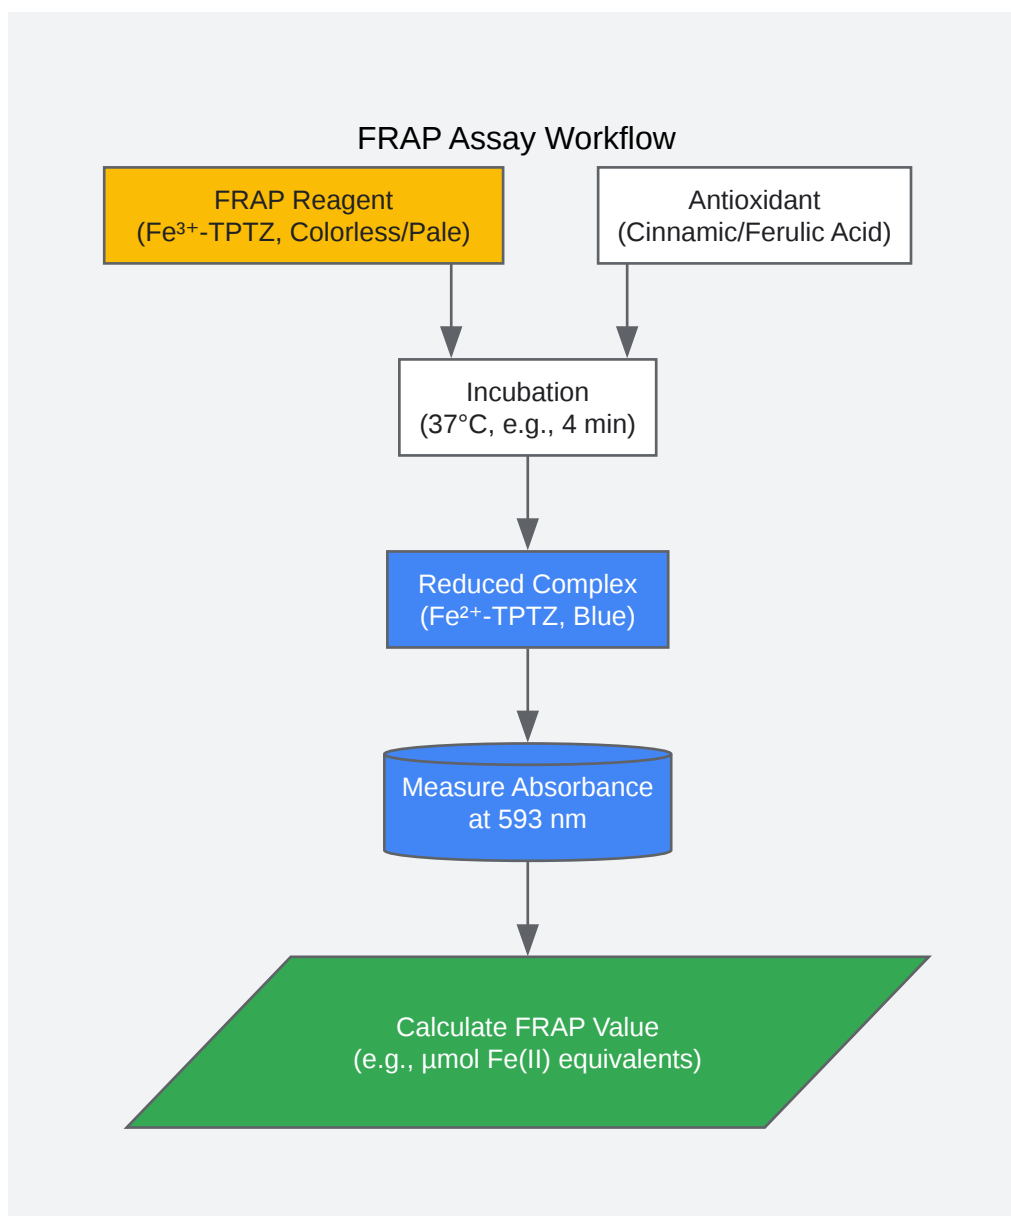 FRAP Assay Workflow
FRAP Reagent
(Fe³⁺-TPTZ, Colorless/Pale)
Antioxidant
(Cinnamic/Ferulic Acid)
Incubation
(37°C, e.g., 4 min)
Reduced Complex
(Fe²⁺-TPTZ, Blue)
Measure Absorbance
at 593 nm
Calculate FRAP Value
(e.g., µmol Fe(II) equivalents)